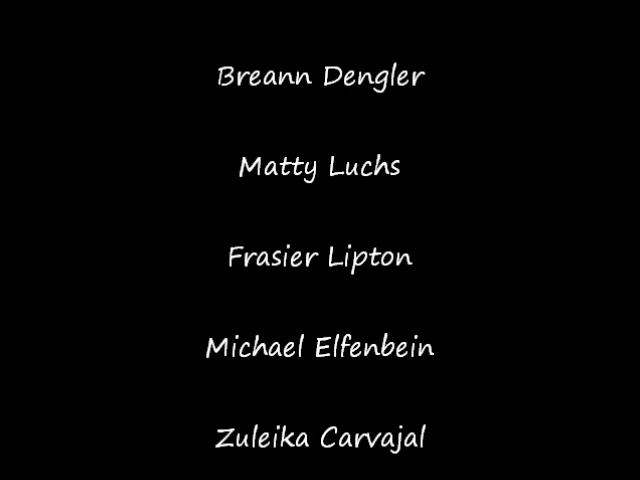 Breann Dengler
Matty Luchs
Frasier Lipton
Michael Elfenbein
Zuleika Carvajal